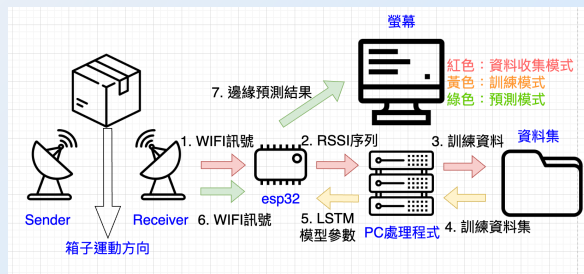 螢幕
紅色：資料收集模式
黃色：訓練模式
綠色：預測模式
7. 邊緣預測結果
1. WIFI訊號
2. RSSI序列
3. 訓練資料
資料集
esp32
Sender
Receiver
6. WIFI訊號
5. LSTM
模型參數
PC處理程式
4. 訓練資料集
箱子運動方向